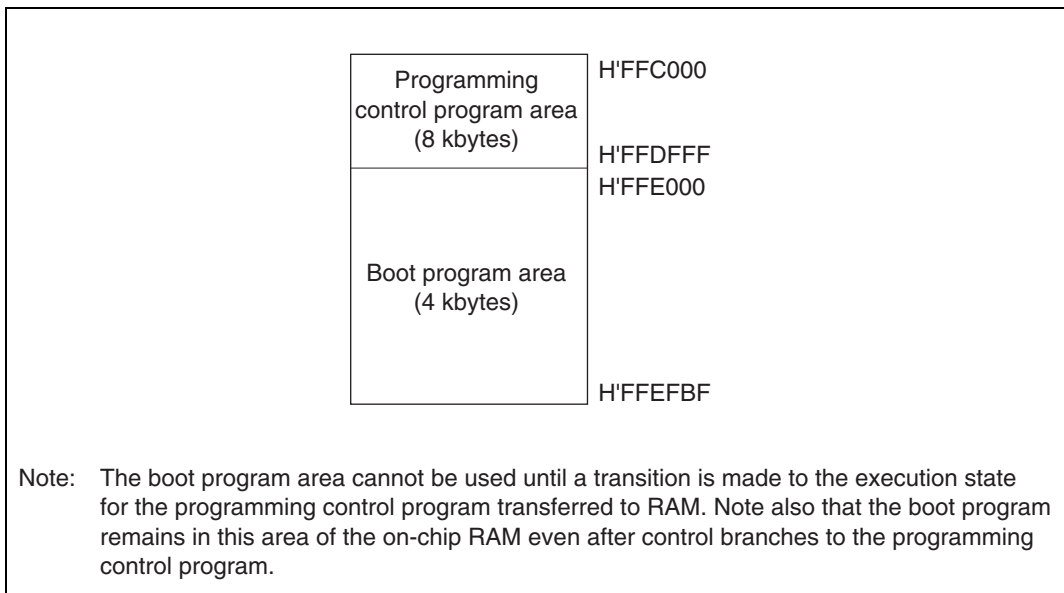 Programming
control program area
(8 kbytes)
H'FFC000
H'FFDFFF
H'FFE000
Boot program area
(4 kbytes)
H'FFEFBF
Note: The boot program area cannot be used until a transition is made to the execution state
for the programming control program transferred to RAM. Note also that the boot program
remains in this area of the on-chip RAM even after control branches to the programming
control program.